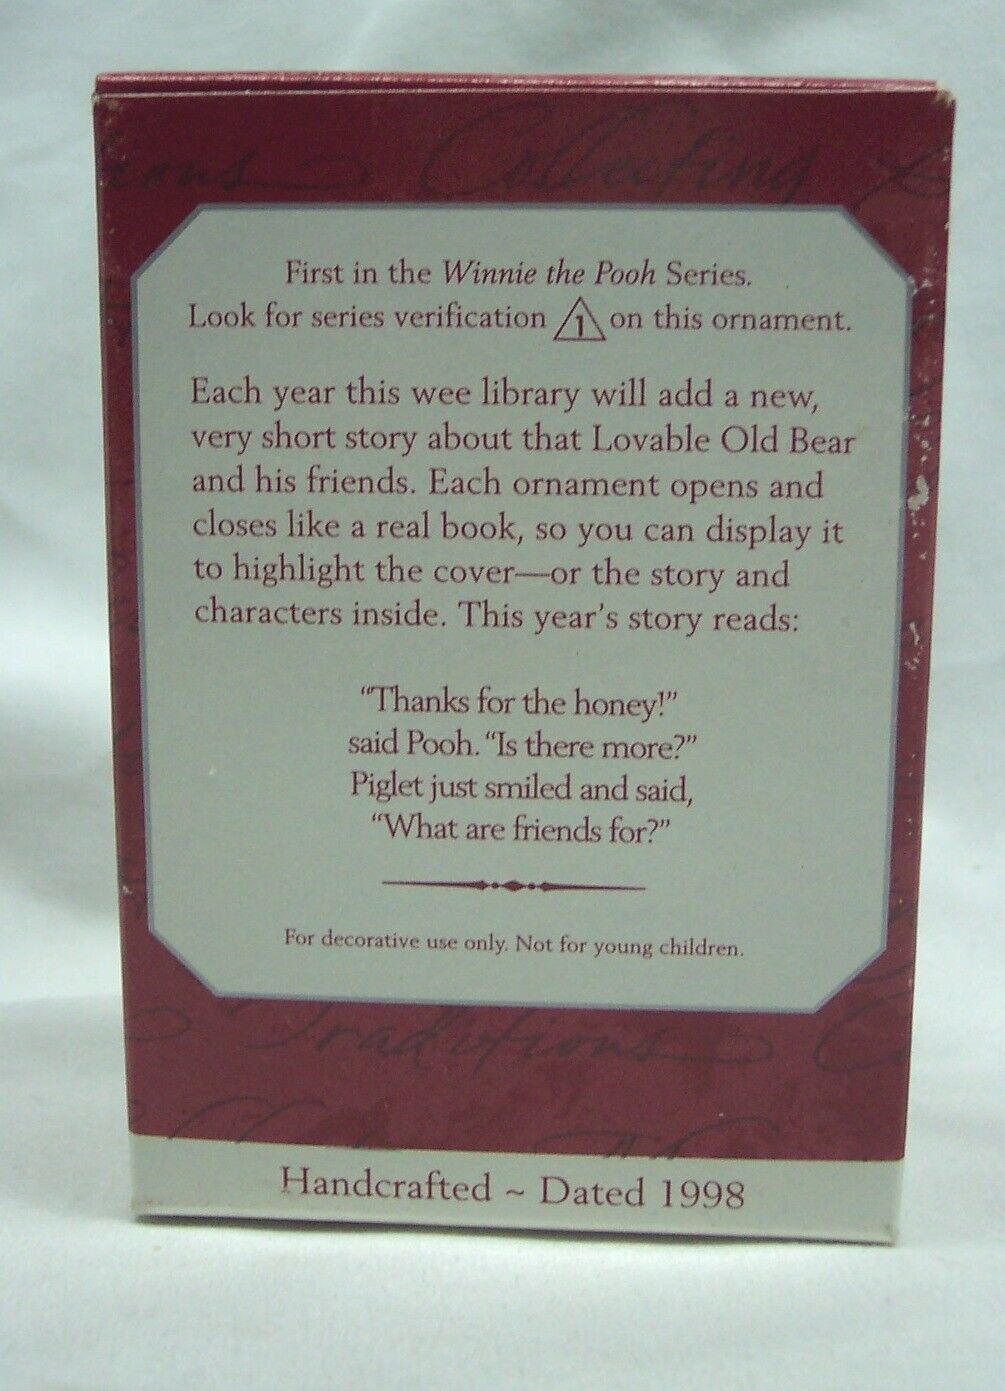 Collecting
First in the Winnie the Pooh Series.
Look for series verification 1 on this ornament.
Each year this wee library will add a new,
very short story about that Lovable Old Bear
and his friends. Each ornament opens and
closes like a real book, so you can display it
to highlight the cover—or the story and
characters inside. This year's story reads:
“Thanks for the honey!”
said Pooh. “Is there more?”
Piglet just smiled and said,
“What are friends for?”
For decorative use only. Not for young children.
Traditions
Handcrafted ~ Dated 1998